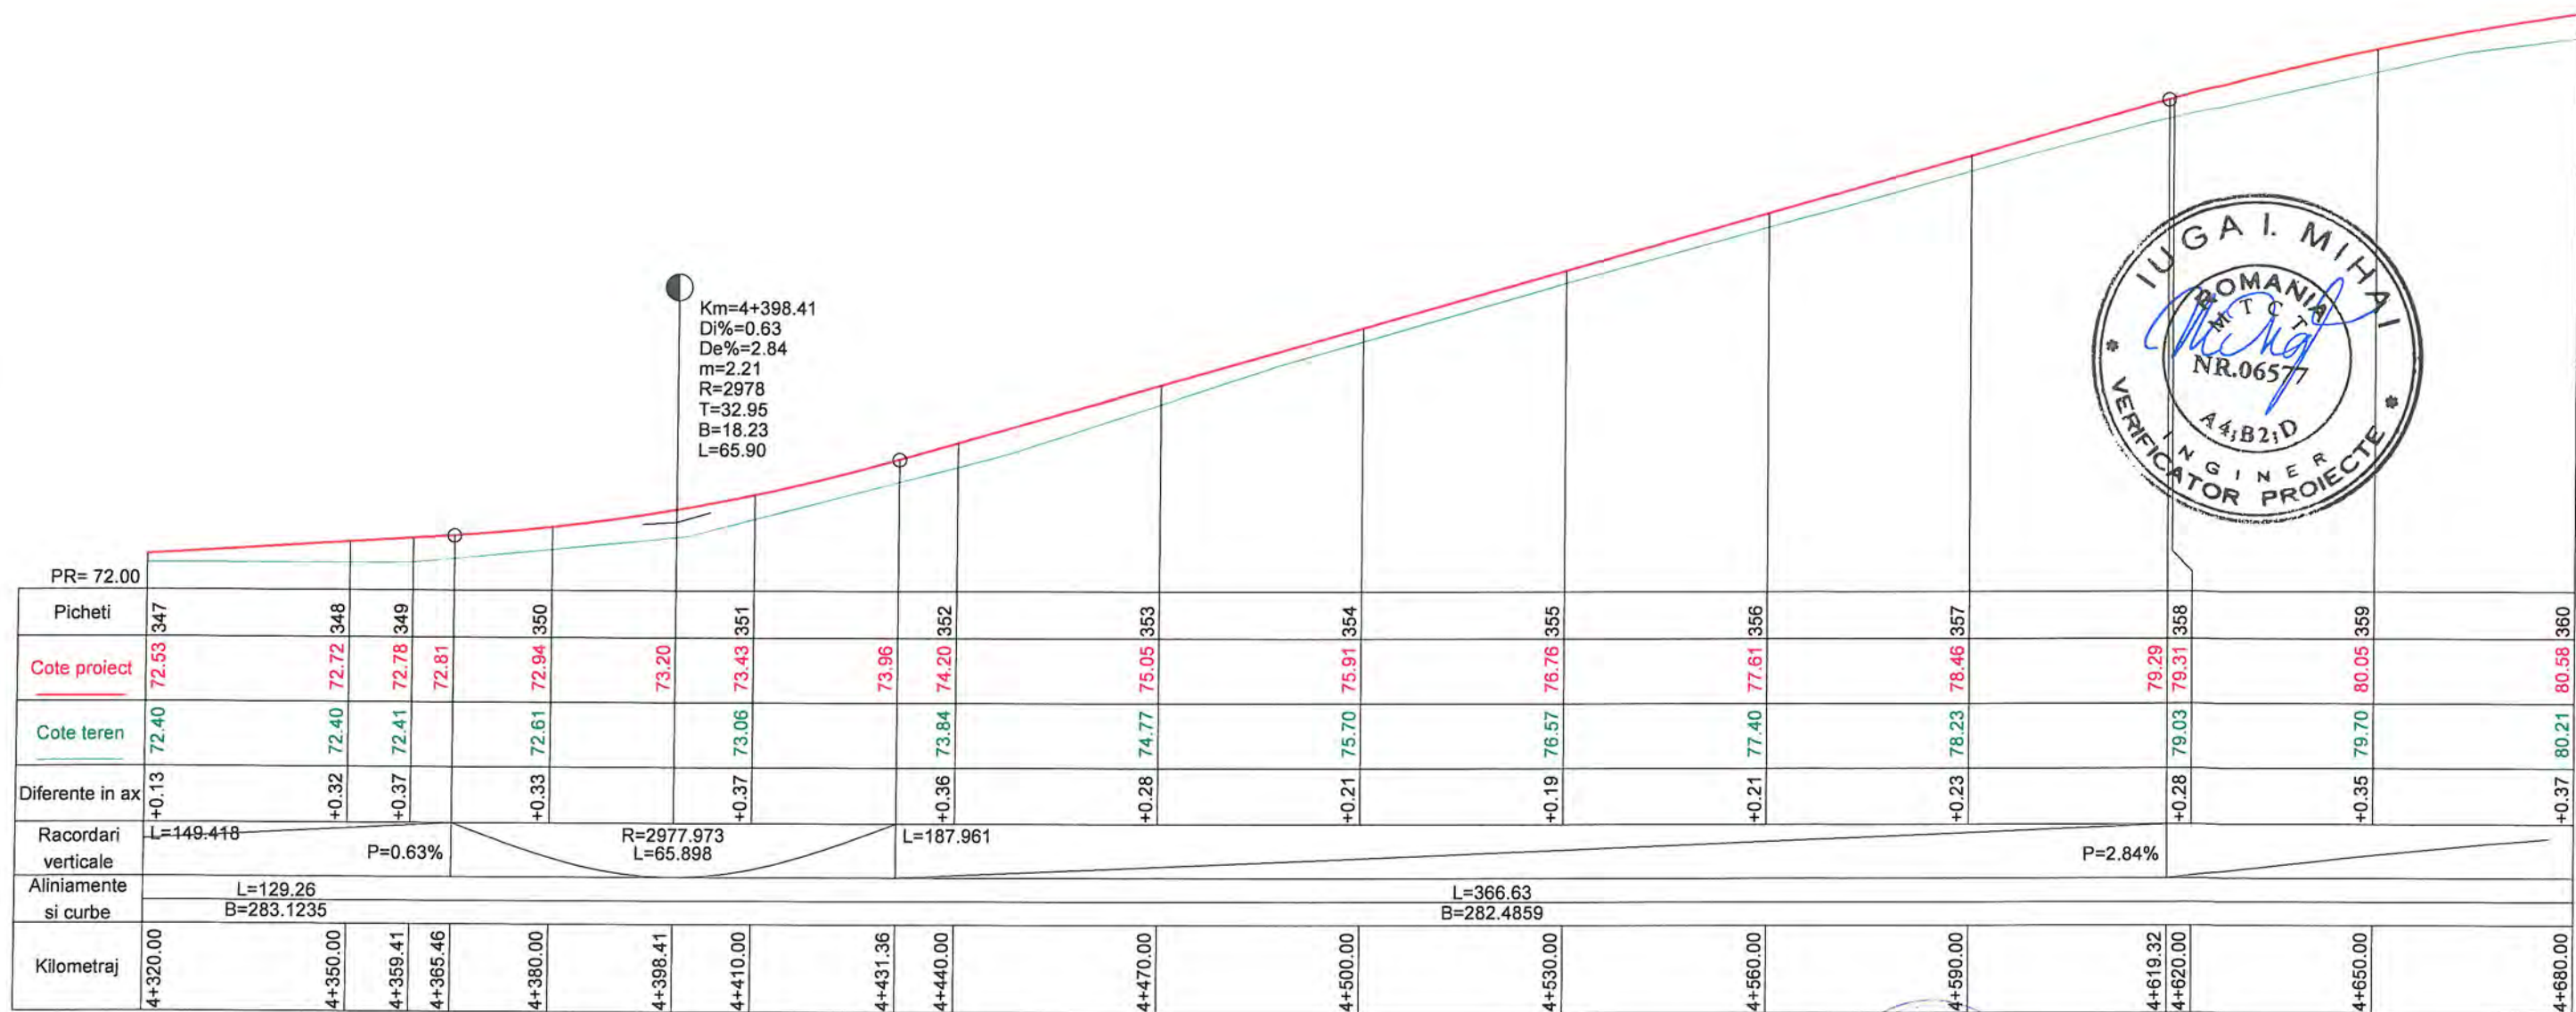 Km=4+398.41
Di%=0.63
De%=2.84
m=2.21
R=2978
T=32.95
B=18.23
L=65.90
IUGA I. MIHAI
ROMANIA
M T C T
NR.06577
A4;B2;D
INGINER
* VERIFICATOR PROIECTE *
PR= 72.00
Picheti 347 348 349 350 351 352 353 354 355 356 357 358 359 360
Cote proiect 72.53 72.72 72.78 72.81 72.94 73.20 73.43 73.96 74.20 75.05 75.91 76.76 77.61 78.46 79.29 79.31 80.05 80.58
Cote teren 72.40 72.40 72.41 72.61 73.06 73.84 74.77 75.70 76.57 77.40 78.23 79.03 79.70 80.21
Diferente in ax +0.13 +0.32 +0.37 +0.33 +0.37 +0.36 +0.28 +0.21 +0.19 +0.21 +0.23 +0.28 +0.35 +0.37
Racordari L=149.418 R=2977.973 L=187.961
verticale P=0.63% L=65.898 P=2.84%
Aliniamente L=129.26 L=366.63
si curbe B=283.1235 B=282.4859
Kilometraj 4+320.00 4+350.00 4+359.41 4+365.46 4+380.00 4+398.41 4+410.00 4+431.36 4+440.00 4+470.00 4+500.00 4+530.00 4+560.00 4+590.00 4+619.32 4+620.00 4+650.00 4+680.00